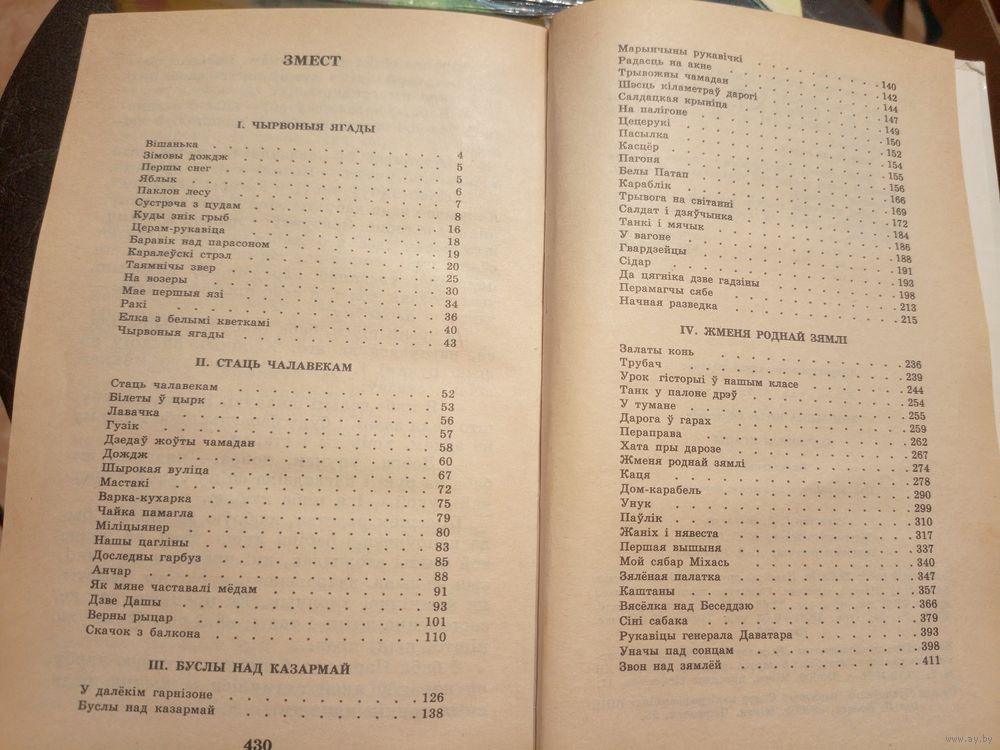 ЗМЕСТ
I. ЧЫРВОНЫЯ ЯГАДЫ
Вішанька 4
Зімовы дождж 5
Першы снег 5
Яблык 6
Паклон лесу 7
Сустрэча з цудам 8
Куды знік грыб 16
Церам-рукавіца 18
Баравік над парасоном 19
Каралеўскі стрэл 20
Таямнічы звер 25
На возеры 30
Мае першыя язі 34
Ракі 36
Елка з белымі кветкамі 40
Чырвоныя ягады 43
II. СТАЦЬ ЧАЛАВЕКАМ
Стаць чалавекам 52
Білеты ў цырк 53
Лавачка 56
Гузік 57
Дзедаў жоўты чамадан 58
Дождж 60
Шырокая вуліца 67
Мастакі 72
Варка-кухарка 75
Чайка памагла 79
Міліцыянер 80
Нашы цагліны 83
Доследны гарбуз 85
Анчар 88
Як мяне частавалі мёдам 91
Дзве Дашы 93
Верны рыцар 101
Скачок з балкона 110
III. БУСЛЫ НАД КАЗАРМАЙ
У далёкім гарнізоне 126
Буслы над казармай 138
430
Марынчыны рукавічкі 140
Радасць на акне 142
Трывожны чамадан 144
Шэсць кіламетраў дарогі 147
Салдацкая крыніца 149
На палігоне 150
Цецерукі 152
Пасылка 154
Касцёр 155
Пагоня 156
Белы Патап 166
Караблік 169
Трывога на світанні 172
Салдат і дзяўчынка 184
Танкі і мячык 186
У вагоне 188
Гвардзейцы 191
Сідар 193
Да цягніка дзве гадзіны 198
Перамагчы сябе 213
Начная разведка 215
IV. ЖМЕНЯ РОДНАЙ ЗЯМЛІ
Залаты конь 236
Трубач 239
Урок гісторыі ў нашым класе 244
Танк у палоне дрэў 254
У тумане 255
Дарога ў гарах 259
Пераправа 262
Хата пры дарозе 267
Жменя роднай зямлі 274
Каця 278
Дом-карабель 290
Унук 299
Паўлік 310
Жаніх і нявеста 317
Першая вышыня 337
Мой сябар Міхась 340
Зялёная палатка 347
Каштаны 357
Вясёлка над Беседдзю 366
Сіні сабака 379
Рукавіцы генерала Даватара 393
Уначы пад сонцам 398
Звон над зямлёй 411
www.ay.by